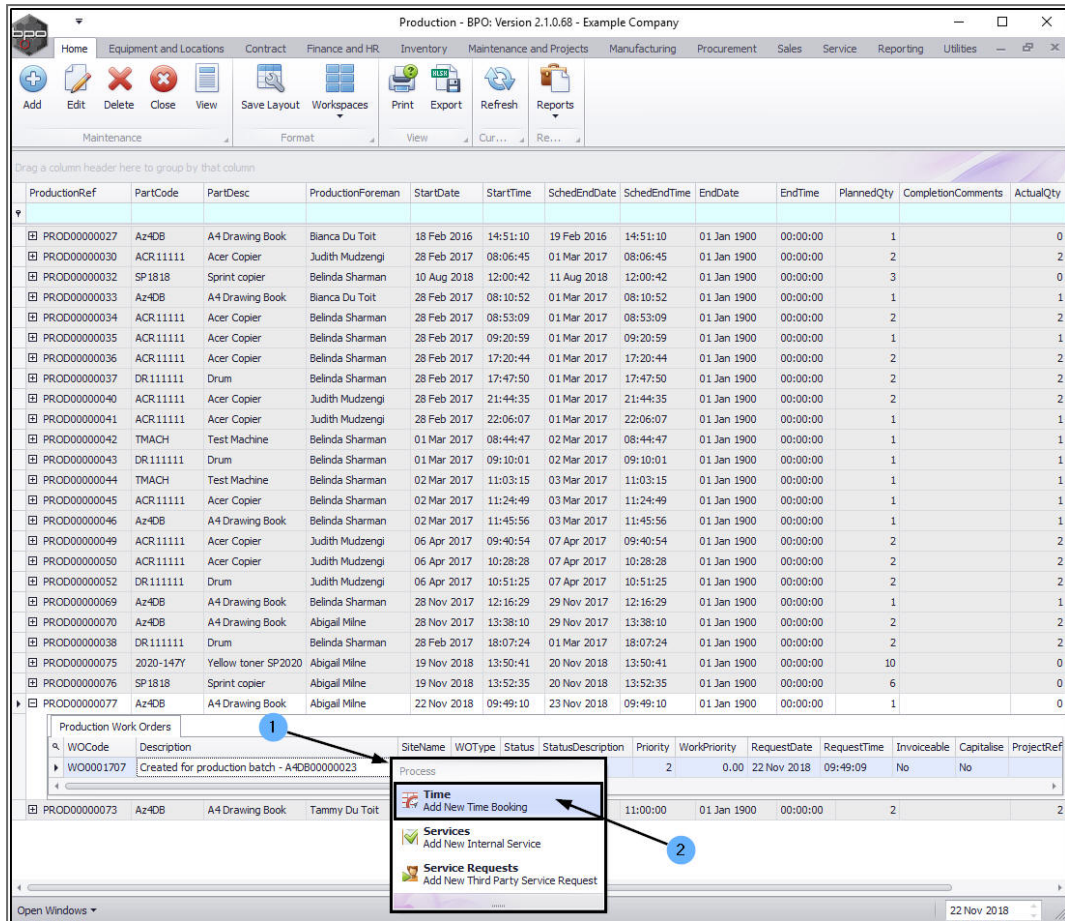 bpo
Production - BPO: Version 2.1.0.68 - Example Company
Home Equipment and Locations Contract Finance and HR Inventory Maintenance and Projects Manufacturing Procurement Sales Service Reporting Utilities
Add Edit Delete Close View Save Layout Workspaces Print Export Refresh Reports
Maintenance Format View Cur... Re...
Drag a column header here to group by that column
ProductionRef PartCode PartDesc ProductionForeman StartDate StartTime SchedEndDate SchedEndTime EndDate EndTime PlannedQty CompletionComments ActualQty
PROD00000027 Az4DB A4 Drawing Book Bianca Du Toit 18 Feb 2016 14:51:10 19 Feb 2016 14:51:10 01 Jan 1900 00:00:00 1 0
PROD00000030 ACR11111 Acer Copier Judith Mudzengi 28 Feb 2017 08:06:45 01 Mar 2017 08:06:45 01 Jan 1900 00:00:00 2 2
PROD00000032 SP1818 Sprint copier Belinda Sharman 10 Aug 2018 12:00:42 11 Aug 2018 12:00:42 01 Jan 1900 00:00:00 3 0
PROD00000033 Az4DB A4 Drawing Book Bianca Du Toit 28 Feb 2017 08:10:52 01 Mar 2017 08:10:52 01 Jan 1900 00:00:00 1 1
PROD00000034 ACR11111 Acer Copier Belinda Sharman 28 Feb 2017 08:53:09 01 Mar 2017 08:53:09 01 Jan 1900 00:00:00 2 2
PROD00000035 ACR11111 Acer Copier Belinda Sharman 28 Feb 2017 09:20:59 01 Mar 2017 09:20:59 01 Jan 1900 00:00:00 1 1
PROD00000036 ACR11111 Acer Copier Belinda Sharman 28 Feb 2017 17:20:44 01 Mar 2017 17:20:44 01 Jan 1900 00:00:00 2 2
PROD00000037 DR111111 Drum Belinda Sharman 28 Feb 2017 17:47:50 01 Mar 2017 17:47:50 01 Jan 1900 00:00:00 2 2
PROD00000040 ACR11111 Acer Copier Judith Mudzengi 28 Feb 2017 21:44:35 01 Mar 2017 21:44:35 01 Jan 1900 00:00:00 2 2
PROD00000041 ACR11111 Acer Copier Judith Mudzengi 28 Feb 2017 22:06:07 01 Mar 2017 22:06:07 01 Jan 1900 00:00:00 1 1
PROD00000042 TMACH Test Machine Belinda Sharman 01 Mar 2017 08:44:47 02 Mar 2017 08:44:47 01 Jan 1900 00:00:00 1 1
PROD00000043 DR111111 Drum Belinda Sharman 01 Mar 2017 09:10:01 02 Mar 2017 09:10:01 01 Jan 1900 00:00:00 1 1
PROD00000044 TMACH Test Machine Belinda Sharman 02 Mar 2017 11:03:15 03 Mar 2017 11:03:15 01 Jan 1900 00:00:00 1 1
PROD00000045 ACR11111 Acer Copier Belinda Sharman 02 Mar 2017 11:24:49 03 Mar 2017 11:24:49 01 Jan 1900 00:00:00 1 1
PROD00000046 Az4DB A4 Drawing Book Belinda Sharman 02 Mar 2017 11:45:56 03 Mar 2017 11:45:56 01 Jan 1900 00:00:00 1 1
PROD00000049 ACR11111 Acer Copier Judith Mudzengi 06 Apr 2017 09:40:54 07 Apr 2017 09:40:54 01 Jan 1900 00:00:00 2 2
PROD00000050 ACR11111 Acer Copier Judith Mudzengi 06 Apr 2017 10:28:28 07 Apr 2017 10:28:28 01 Jan 1900 00:00:00 2 2
PROD00000052 DR111111 Drum Judith Mudzengi 06 Apr 2017 10:51:25 07 Apr 2017 10:51:25 01 Jan 1900 00:00:00 2 2
PROD00000069 Az4DB A4 Drawing Book Belinda Sharman 28 Nov 2017 12:16:29 29 Nov 2017 12:16:29 01 Jan 1900 00:00:00 1 1
PROD00000070 Az4DB A4 Drawing Book Abigail Milne 28 Nov 2017 13:38:10 29 Nov 2017 13:38:10 01 Jan 1900 00:00:00 2 2
PROD00000038 DR111111 Drum Belinda Sharman 28 Feb 2017 18:07:24 01 Mar 2017 18:07:24 01 Jan 1900 00:00:00 2 2
PROD00000075 2020-147Y Yellow toner SP2020 Abigail Milne 19 Nov 2018 13:50:41 20 Nov 2018 13:50:41 01 Jan 1900 00:00:00 10 0
PROD00000076 SP1818 Sprint copier Abigail Milne 19 Nov 2018 13:52:35 20 Nov 2018 13:52:35 01 Jan 1900 00:00:00 6 0
PROD00000077 Az4DB A4 Drawing Book Abigail Milne 22 Nov 2018 09:49:10 23 Nov 2018 09:49:10 01 Jan 1900 00:00:00 1 0
Production Work Orders 1
WOCode Description SiteName WOType Status StatusDescription Priority WorkPriority RequestDate RequestTime Invoiceable Capitalise ProjectRef
WO0001707 Created for production batch - A4DB00000023 2 0.00 22 Nov 2018 09:49:09 No No
Process
PROD00000073 Az4DB A4 Drawing Book Tammy Du Toit 11:00:00 01 Jan 1900 00:00:00 2 2
Time
Add New Time Booking
2
Services
Add New Internal Service
Service Requests
Add New Third Party Service Request
Open Windows 22 Nov 2018